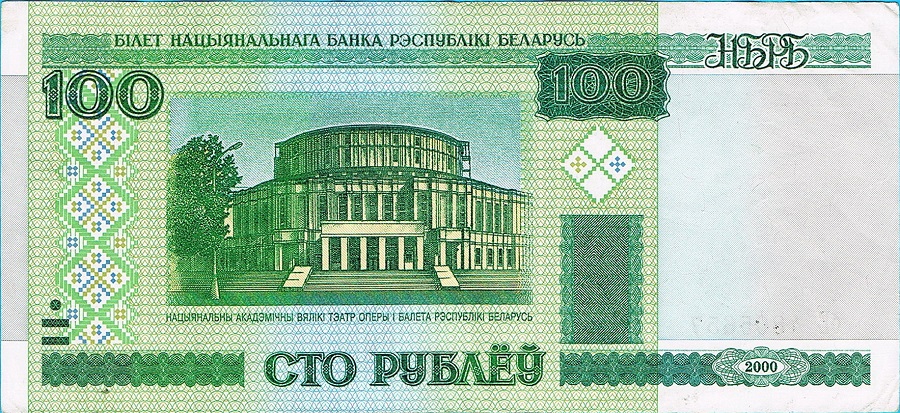 БІЛЕТ НАЦЫЯНАЛЬНАГА БАНКА РЭСПУБЛІКІ БЕЛАРУСЬ
НБРБ
100
100
НАЦЫЯНАЛЬНЫ АКАДЭМІЧНЫ ВЯЛІКІ ТЭАТР ОПЕРЫ І БАЛЕТА РЭСПУБЛІКІ БЕЛАРУСЬ
СТО РУБЛЁЎ
2000